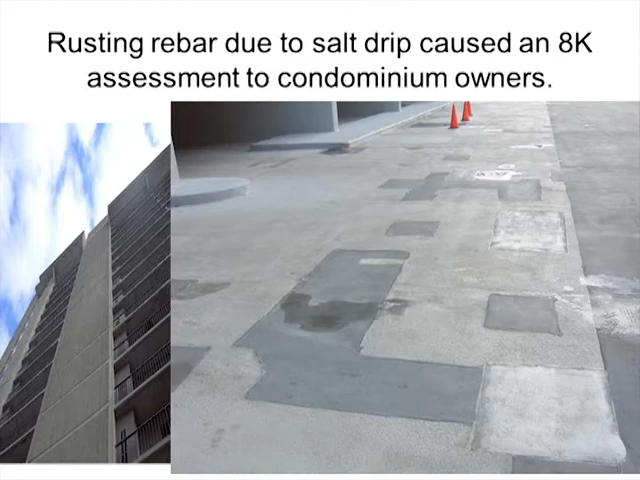 Rusting rebar due to salt drip caused an 8K
assessment to condominium owners.